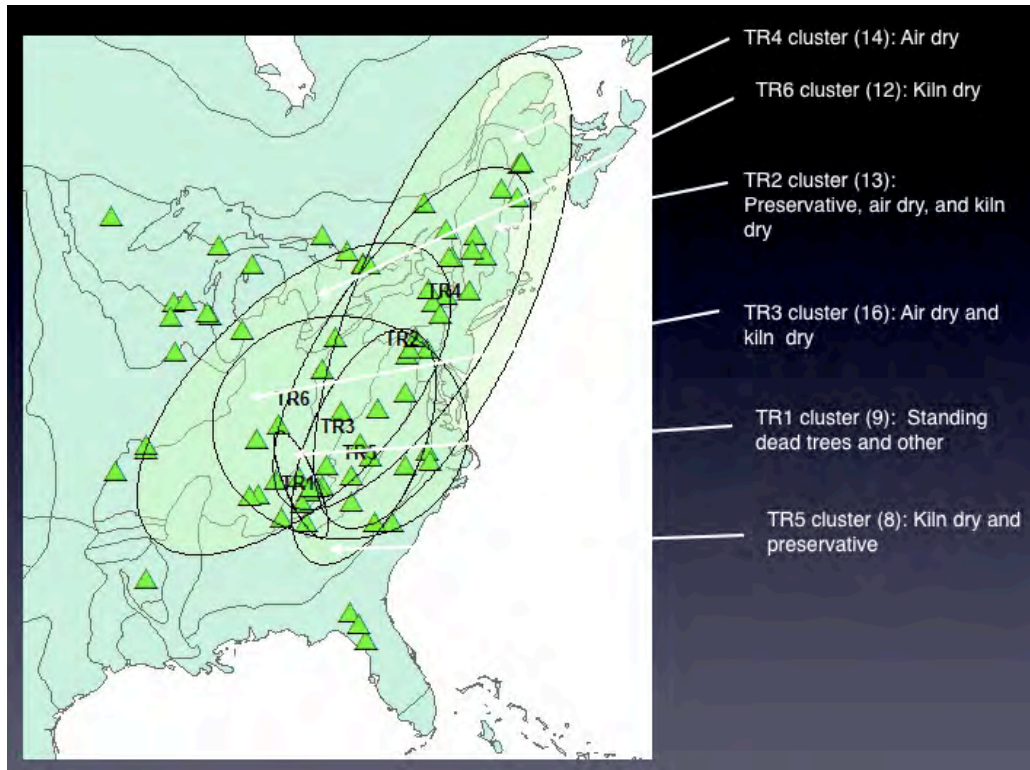 TR4 cluster (14): Air dry
TR6 cluster (12): Kiln dry
TR2 cluster (13):
Preservative, air dry, and kiln
dry
TR3 cluster (16): Air dry and
kiln  dry
TR1 cluster (9):  Standing
dead trees and other
TR5 cluster (8): Kiln dry and
preservative
TR4
TR2
TR6
TR3
TR5
TR1